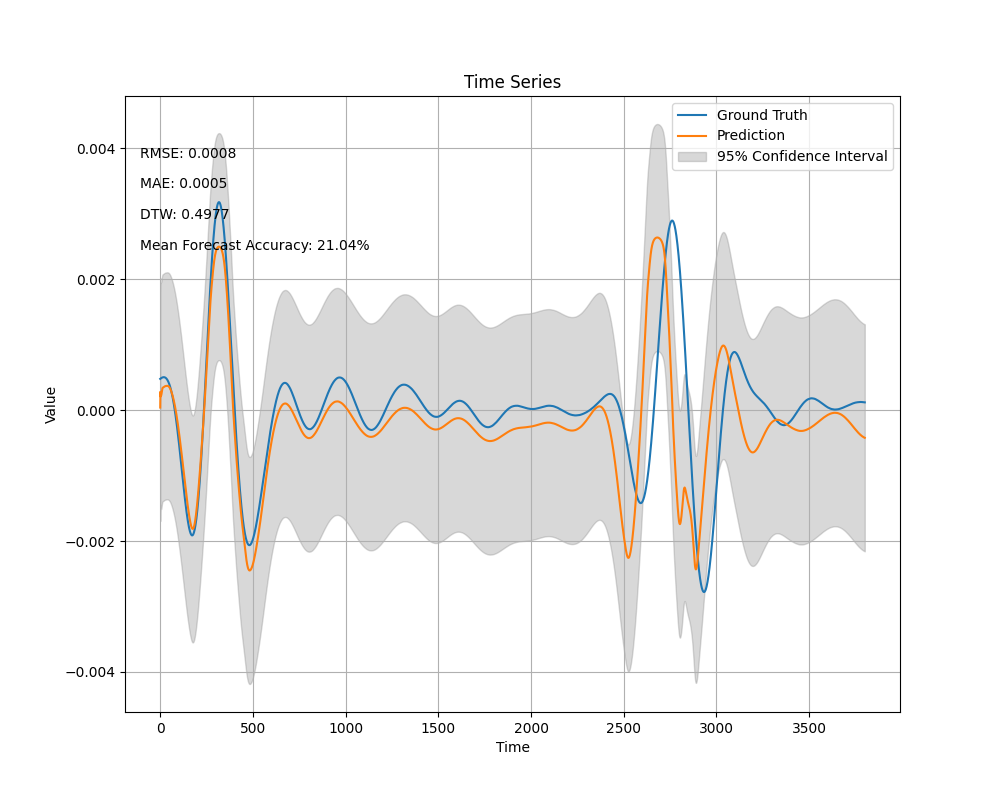 Time Series
Ground Truth
Prediction
95% Confidence Interval
RMSE: 0.0008
MAE: 0.0005
DTW: 0.4977
Mean Forecast Accuracy: 21.04%
Value
0.004
0.002
0.000
−0.002
−0.004
0 500 1000 1500 2000 2500 3000 3500
Time